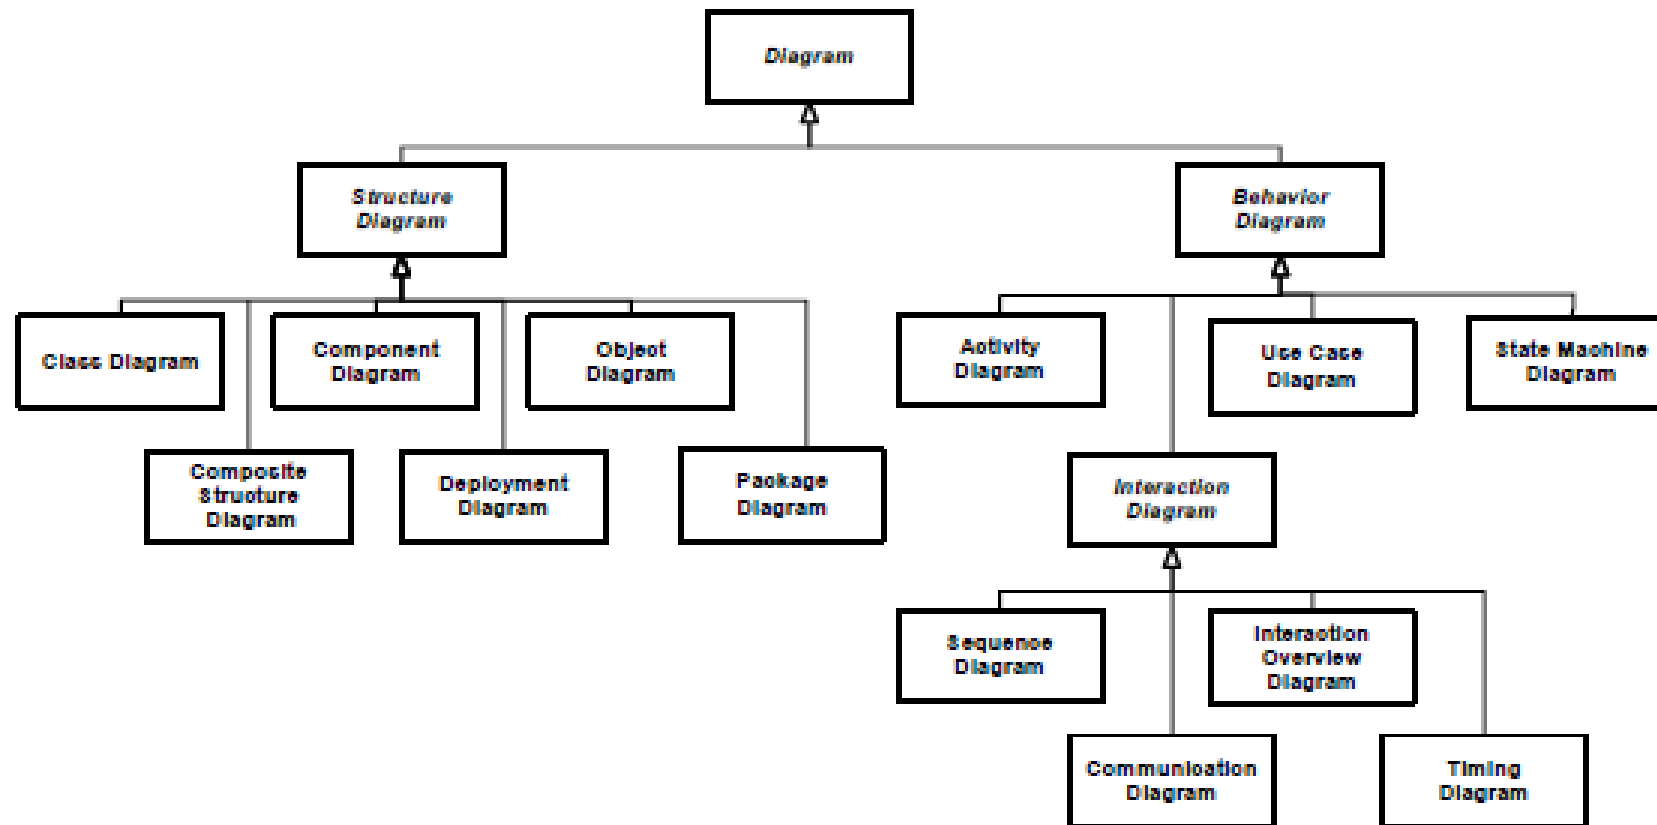 Diagram
Structure
Diagram
Behavior
Diagram
Class Diagram
Component
Diagram
Object
Diagram
Activity
Diagram
Use Case
Diagram
State Machine
Diagram
Composite
Structure
Diagram
Deployment
Diagram
Package
Diagram
Interaction
Diagram
Sequence
Diagram
Interaction
Overview
Diagram
Communication
Diagram
Timing
Diagram